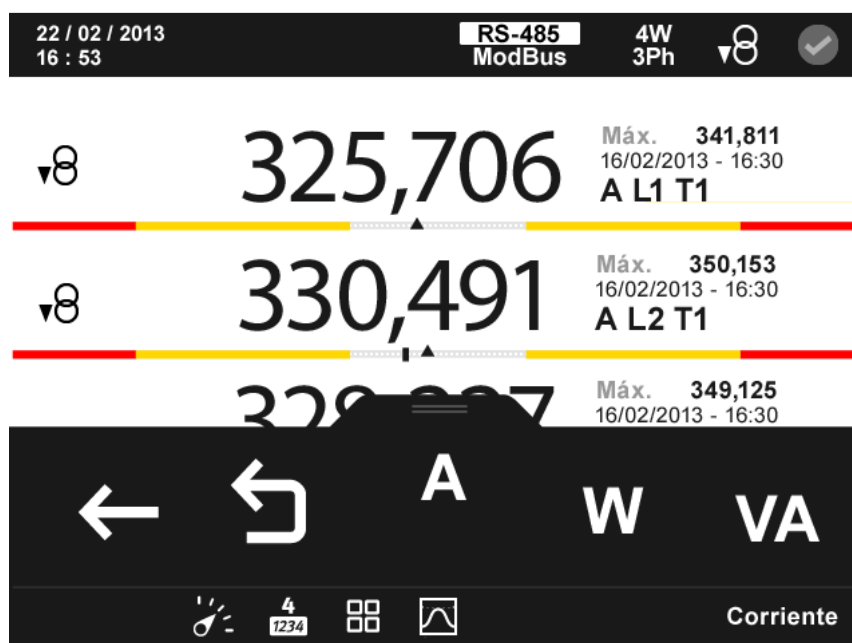 22 / 02 / 2013
16 : 53
RS-485
ModBus
4W
3Ph
325,706
Máx. 341,811
16/02/2013 - 16:30
A L1 T1
330,491
Máx. 350,153
16/02/2013 - 16:30
A L2 T1
Máx. 349,125
16/02/2013 - 16:30
A
W
VA
4
1234
Corriente